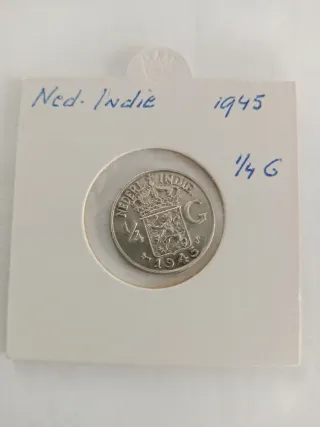 Ned. Indie 1945
1/4 G
NEDERL. INDIE
1/4 G
1945